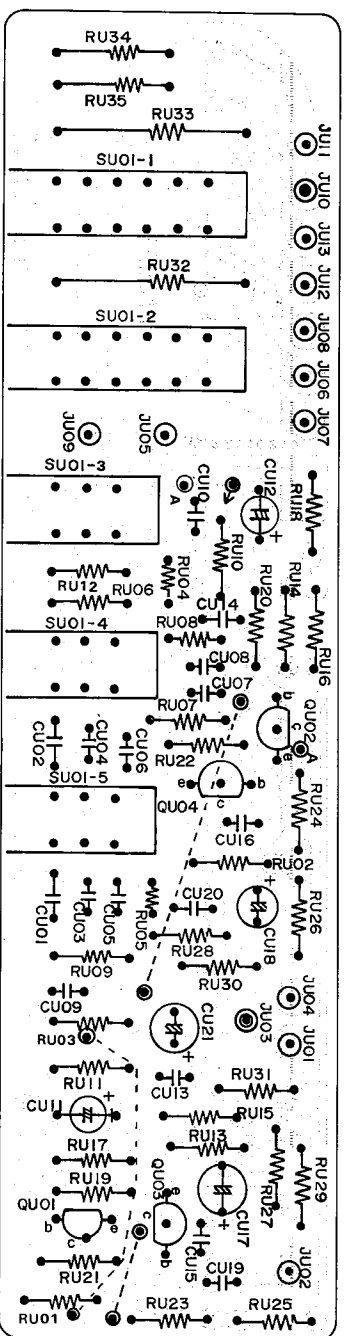 RU34
RU35
RU33
JU11
SU01-1
JU10
JU13
RU32
JU12
SU01-2
JU08
JU06
JU07
JU09
JU05
SU01-3
A
CU10
CU12
+
RU18
RU10
RU04
RU12
RU06
CU14
RU20
RU14
RU16
SU01-4
RU08
CU08
CU07
b
QU02
c
e
A
RU07
CU02
CU04
CU06
RU22
SU01-5
e
c
b
QU04
RU24
CU16
RU02
+
CU01
CU03
CU05
RU05
CU20
CU18
RU26
RU28
RU09
RU30
CU09
JU04
RU03
+
CU21
JU03
JU01
RU11
CU13
RU31
CU11
+
RU15
RU17
RU13
RU19
QU03
e
c
b
RU27
RU29
QU01
b
e
c
CU17
+
CU15
RU21
CU19
JU02
RU01
RU23
RU25